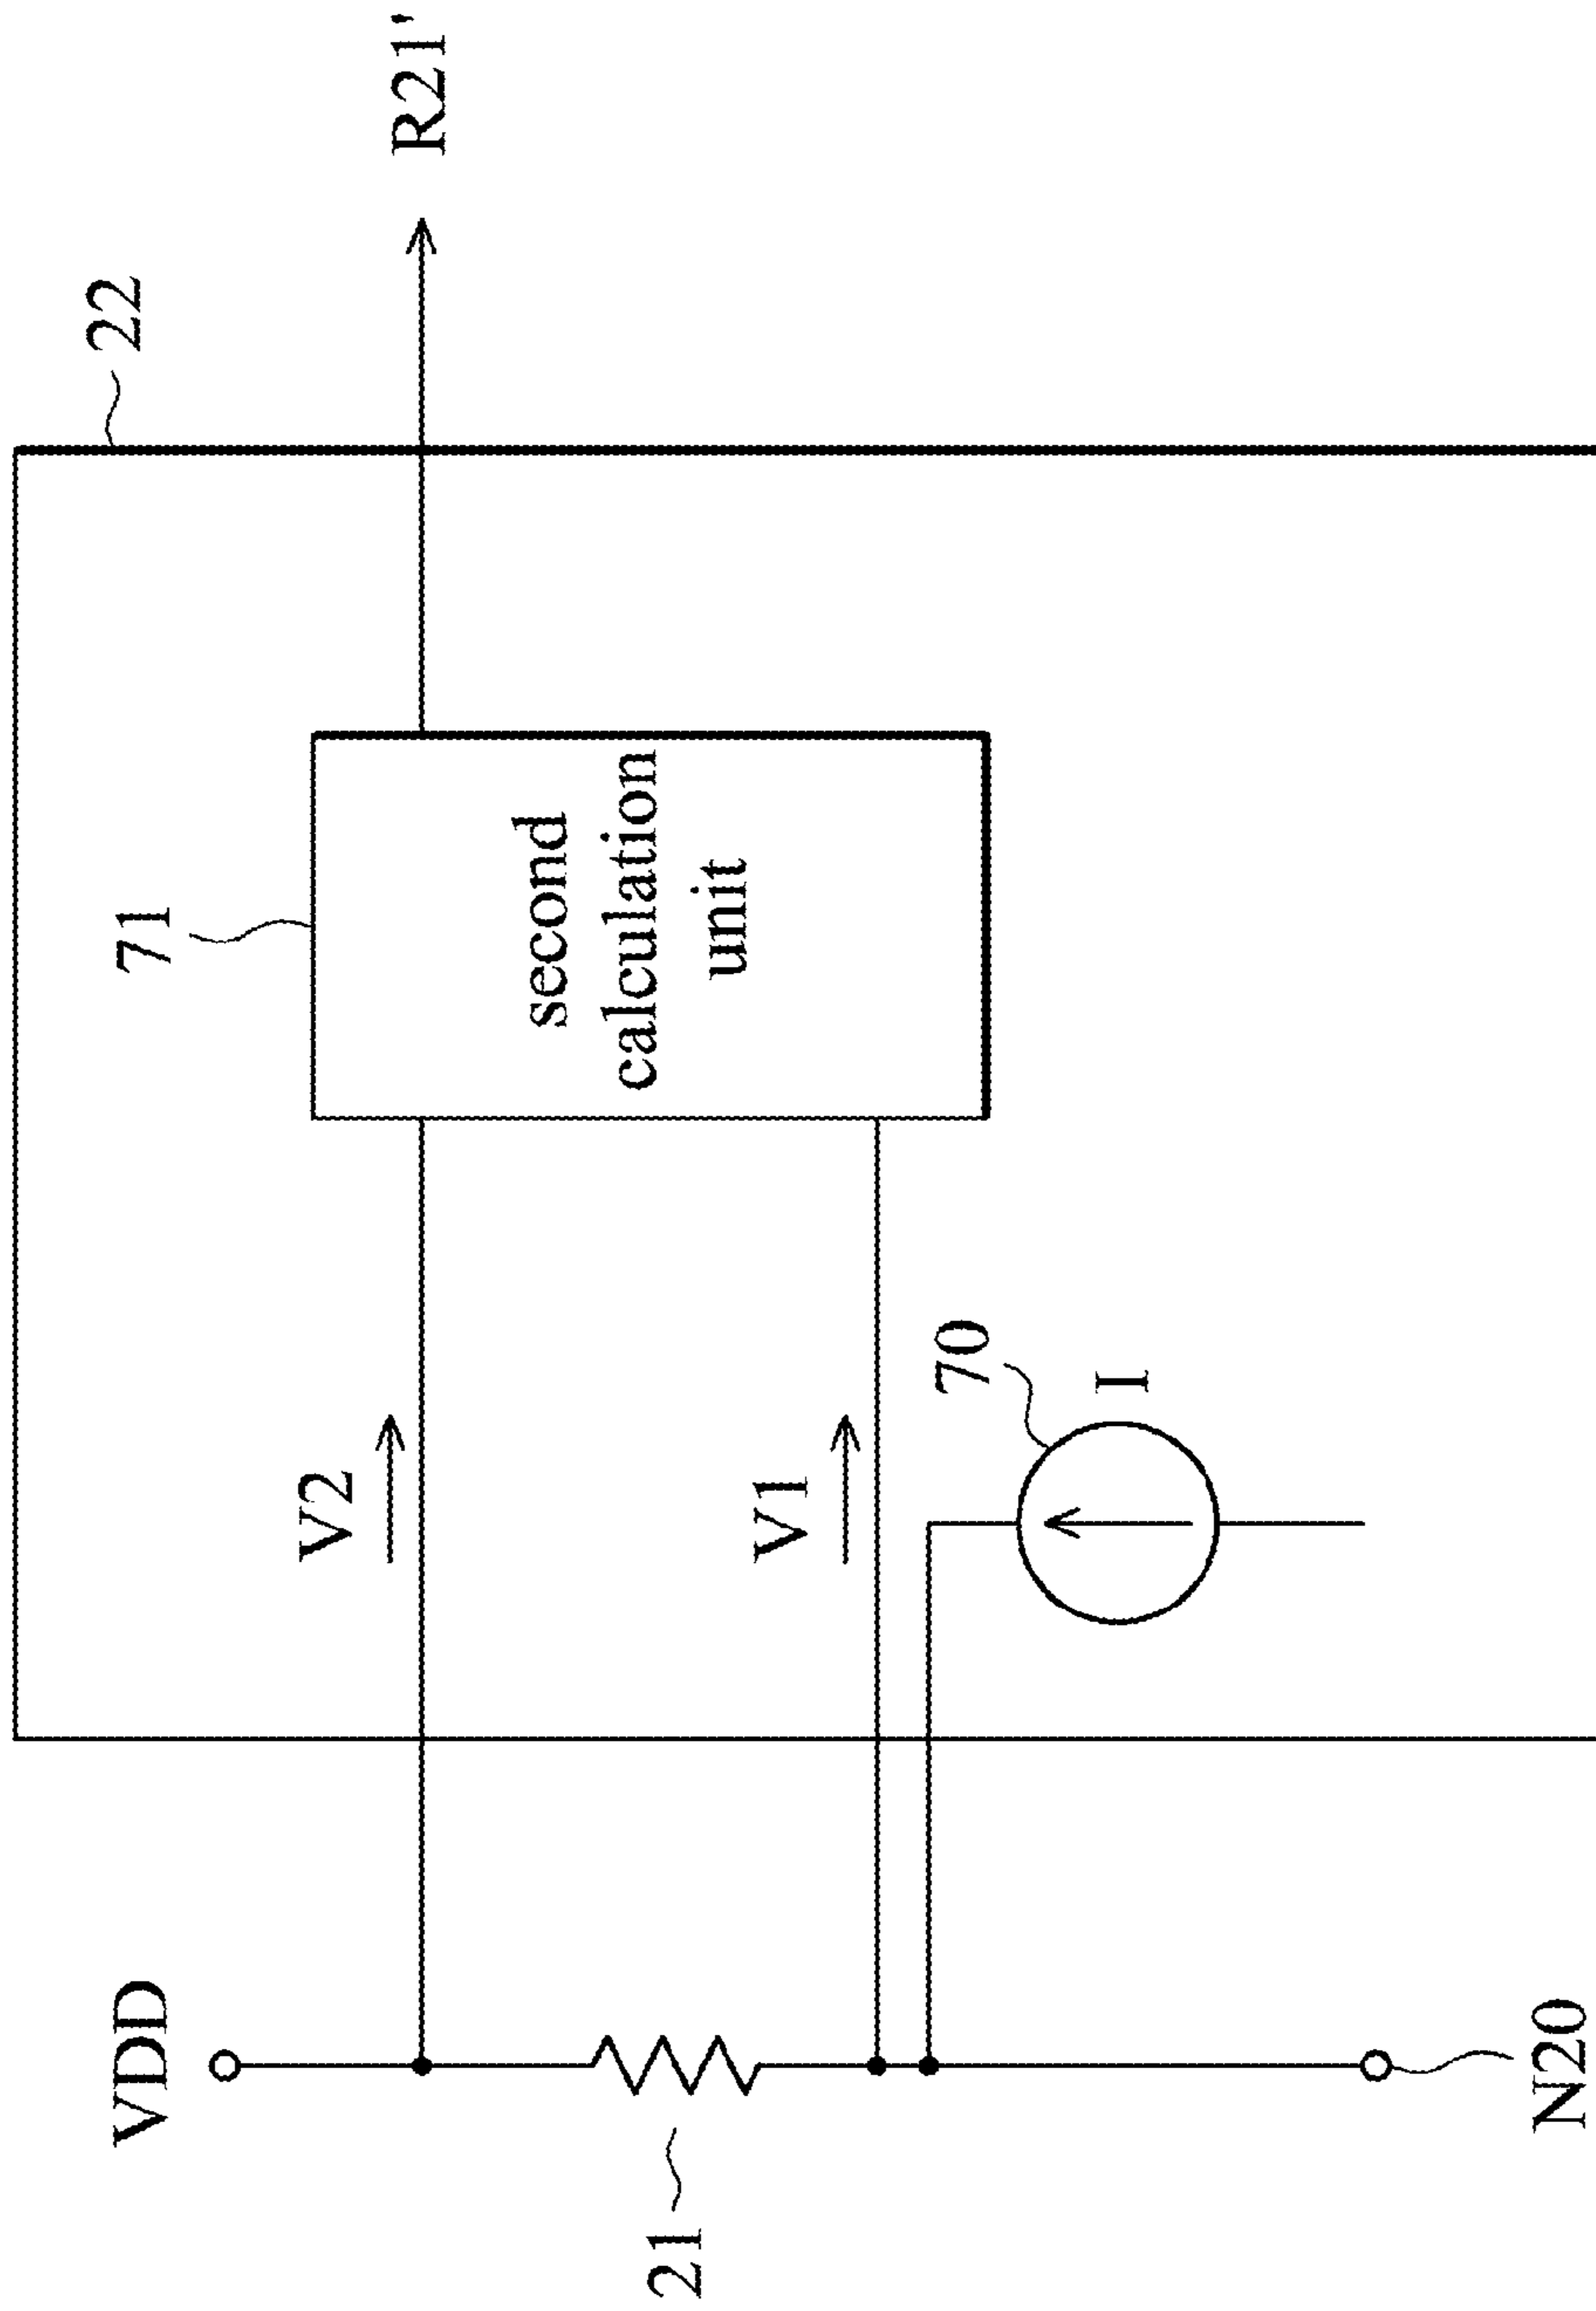 VDD
71
22
V2
R21'
second
calculation
unit
21
V1
70
I
N20